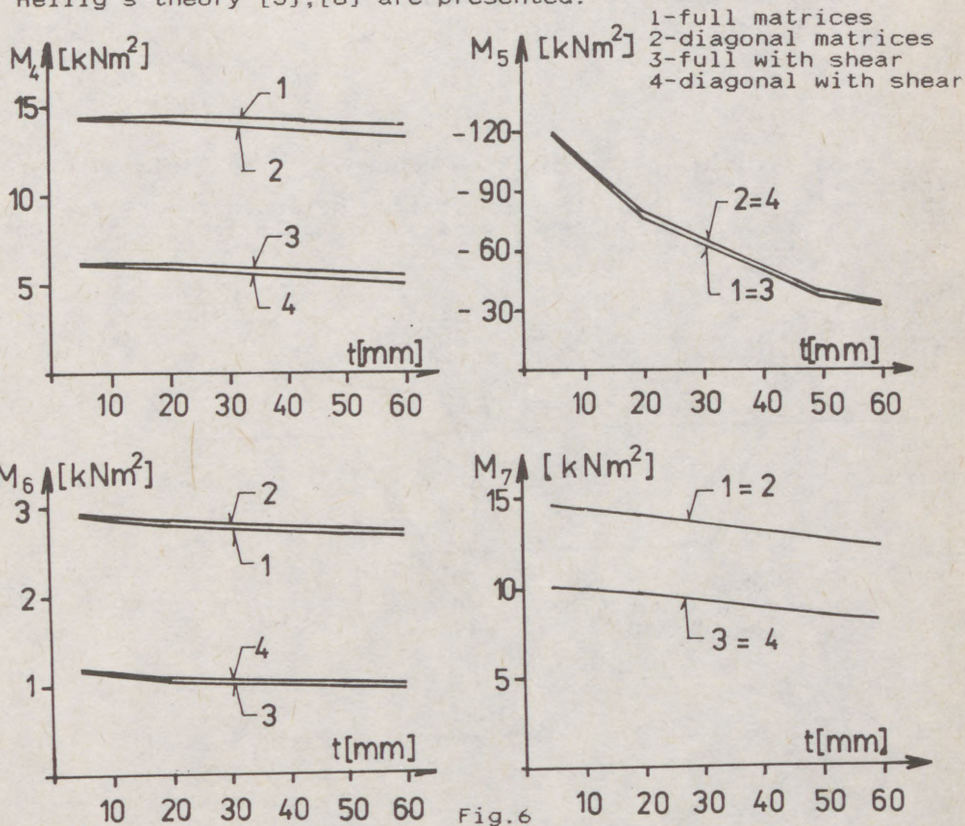 Hellig's theory [5],[8] are presented.
1-full matrices
2-diagonal matrices
3-full with shear
4-diagonal with shear
M4 [kNm²]
15
10
5
1
2
3
4
t[mm]
10 20 30 40 50 60
M5 [kNm²]
-120
-90
-60
-30
2=4
1=3
t[mm]
10 20 30 40 50 60
M6 [kNm²]
3
2
1
2
1
4
3
t[mm]
10 20 30 40 50 60
M7 [kNm²]
15
10
5
1=2
3=4
t[mm]
10 20 30 40 50 60
Fig.6